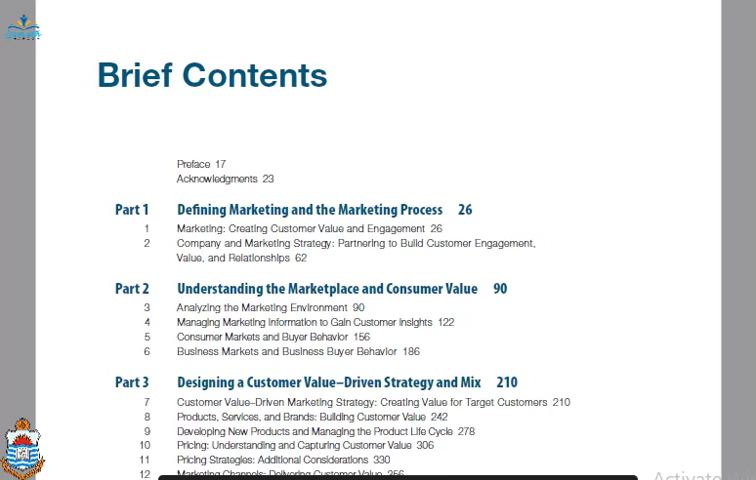 Brief Contents
Preface 17
Acknowledgments 23
Part 1 Defining Marketing and the Marketing Process 26
1 Marketing: Creating Customer Value and Engagement 26
2 Company and Marketing Strategy: Partnering to Build Customer Engagement,
Value, and Relationships 62
Part 2 Understanding the Marketplace and Consumer Value 90
3 Analyzing the Marketing Environment 90
4 Managing Marketing Information to Gain Customer Insights 122
5 Consumer Markets and Buyer Behavior 156
6 Business Markets and Business Buyer Behavior 186
Part 3 Designing a Customer Value–Driven Strategy and Mix 210
7 Customer Value–Driven Marketing Strategy: Creating Value for Target Customers 210
8 Products, Services, and Brands: Building Customer Value 242
9 Developing New Products and Managing the Product Life Cycle 278
10 Pricing: Understanding and Capturing Customer Value 306
11 Pricing Strategies: Additional Considerations 330
12 Marketing Channels: Delivering Customer Value 356
Activate